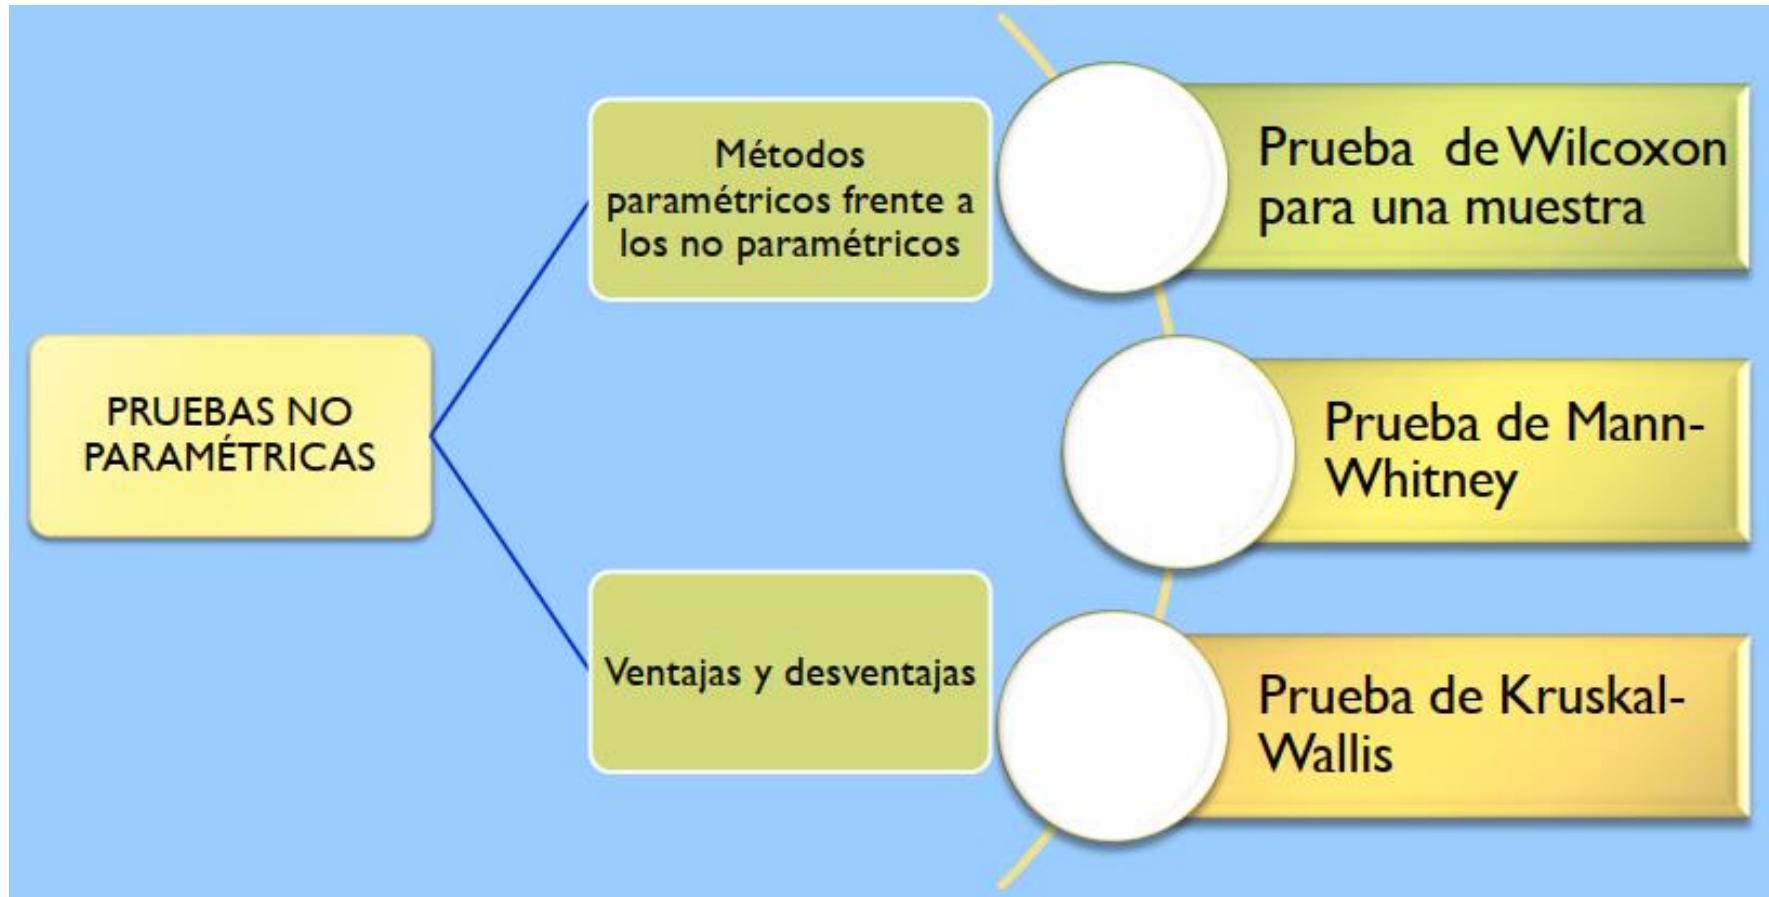 PRUEBAS NO
PARAMÉTRICAS
Métodos
paramétricos frente a
los no paramétricos
Ventajas y desventajas
Prueba de Wilcoxon
para una muestra
Prueba de Mann-
Whitney
Prueba de Kruskal-
Wallis